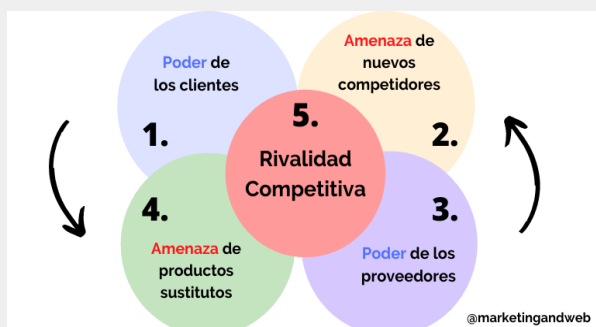 Poder de
los clientes
1.
Amenaza de
nuevos
competidores
2.
5.
Rivalidad
Competitiva
4.
Amenaza de
productos
sustitutos
3.
Poder de los
proveedores
@marketingandweb